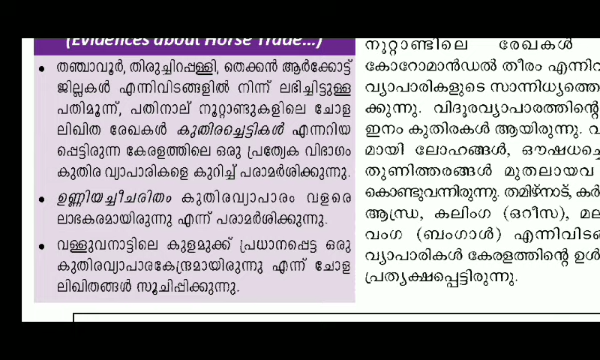 (Evidences about Horse Trade...)
• തഞ്ചാവൂർ, തിരുച്ചിറപ്പള്ളി, തെക്കൻ ആർക്കോട്ട്
ജില്ലകൾ എന്നിവിടങ്ങളിൽ നിന്ന് ലഭിച്ചിട്ടുള്ള
പതിമൂന്ന്, പതിനാല് നൂറ്റാണ്ടുകളിലെ ചോള
ലിഖിത രേഖകൾ കുതിരച്ചെട്ടികൾ എന്നറിയ
പ്പെട്ടിരുന്ന കേരളത്തിലെ ഒരു പ്രത്യേക വിഭാഗം
കുതിര വ്യാപാരികളെ കുറിച്ച് പരാമർശിക്കുന്നു.
• ഉണ്ണിയച്ചീചരിതം കുതിരവ്യാപാരം വളരെ
ലാഭകരമായിരുന്നു എന്ന് പരാമർശിക്കുന്നു.
• വള്ളുവനാട്ടിലെ കുളമുക്ക് പ്രധാനപ്പെട്ട ഒരു
കുതിരവ്യാപാരകേന്ദ്രമായിരുന്നു എന്ന് ചോള
ലിഖിതങ്ങൾ സൂചിപ്പിക്കുന്നു.
നൂറ്റാണ്ടിലെ രേഖകൾ
കോറോമാൻഡൽ തീരം എന്നിവ
വ്യാപാരികളുടെ സാന്നിധ്യത്തെ
ക്കുന്നു. വിദൂരവ്യാപാരത്തിന്റെ
ഇനം കുതിരകൾ ആയിരുന്നു.
മായി ലോഹങ്ങൾ, ഔഷധച്ചെ
തുണിത്തരങ്ങൾ മുതലായവ
കൊണ്ടുവന്നിരുന്നു. തമിഴ്നാട്, കർ
ആന്ധ്ര, കലിംഗ (ഒറീസ), മല
വംഗ (ബംഗാൾ) എന്നിവിടങ്ങ
വ്യാപാരികൾ കേരളത്തിന്റെ ഉൾ
പ്രത്യക്ഷപ്പെട്ടിരുന്നു.